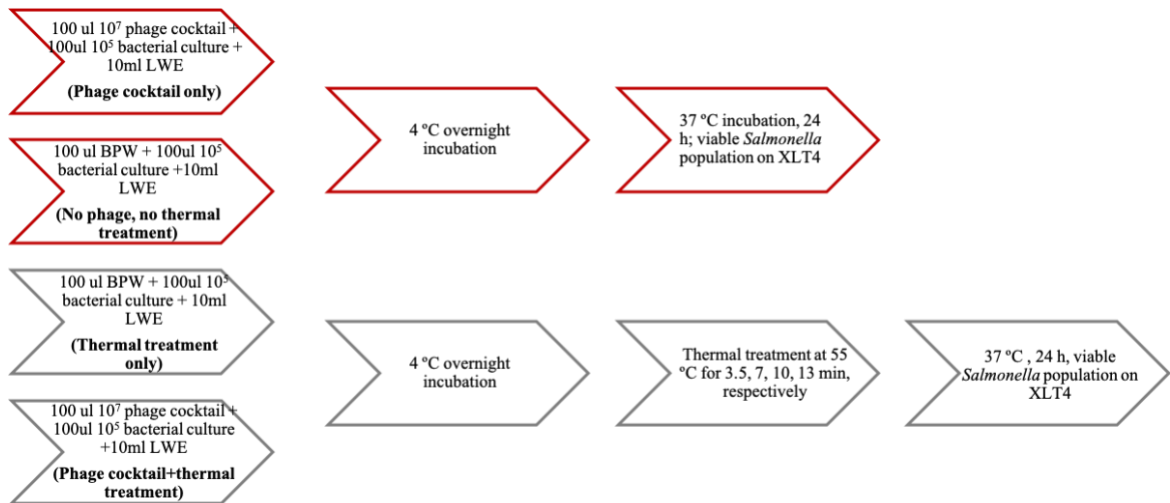 100 ul 10⁷ phage cocktail +
100ul 10⁵ bacterial culture +
10ml LWE
(Phage cocktail only)
100 ul BPW + 100ul 10⁵
bacterial culture +10ml
LWE
(No phage, no thermal
treatment)
4 ºC overnight
incubation
37 ºC incubation, 24
h; viable Salmonella
population on XLT4
100 ul BPW + 100ul 10⁵
bacterial culture + 10ml
LWE
(Thermal treatment
only)
100 ul 10⁷ phage cocktail +
100ul 10⁵ bacterial culture
+10ml LWE
(Phage cocktail+thermal
treatment)
4 ºC overnight
incubation
Thermal treatment at 55
ºC for 3.5, 7, 10, 13 min,
respectively
37 ºC , 24 h, viable
Salmonella population on
XLT4